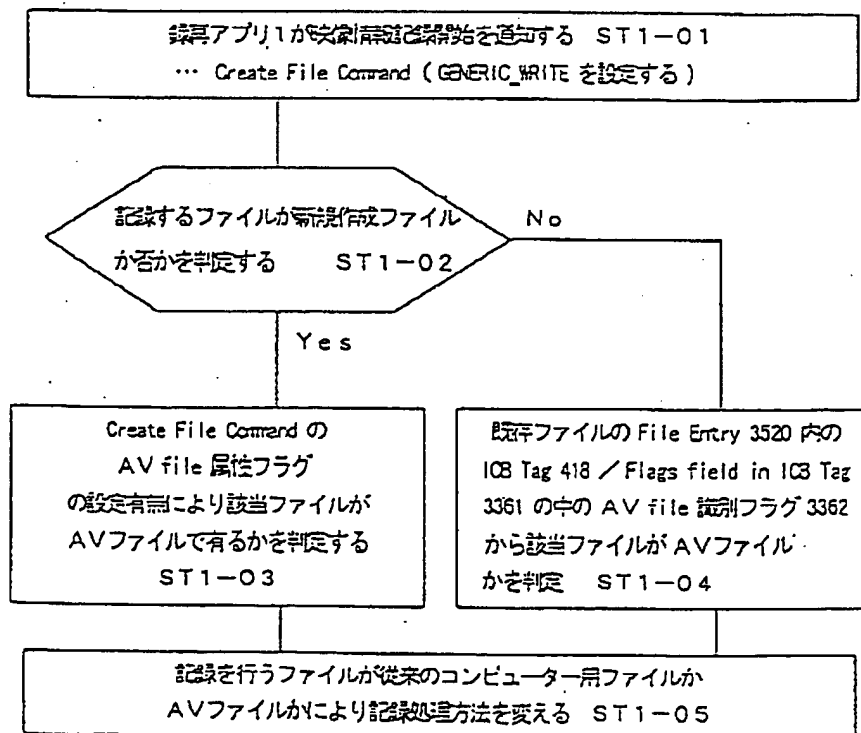 録再アプリ1が映像情報記録開始を通知する ST1-01
… Create File Command ( GENERIC_WRITE を設定する )
記録するファイルが新規作成ファイル
か否かを判定する ST1-02
No
Yes
Create File Command の
AV file 属性フラグ
の設定有無により該当ファイルが
AVファイルで有るかを判定する
ST1-03
既存ファイルの File Entry 3520 内の
ICB Tag 418 / Flags field in ICB Tag
3361 の中の AV file 識別フラグ 3362
から該当ファイルが AVファイル
かを判定 ST1-04
記録を行うファイルが従来のコンピューター用ファイルか
AVファイルかにより記録処理方法を変える ST1-05